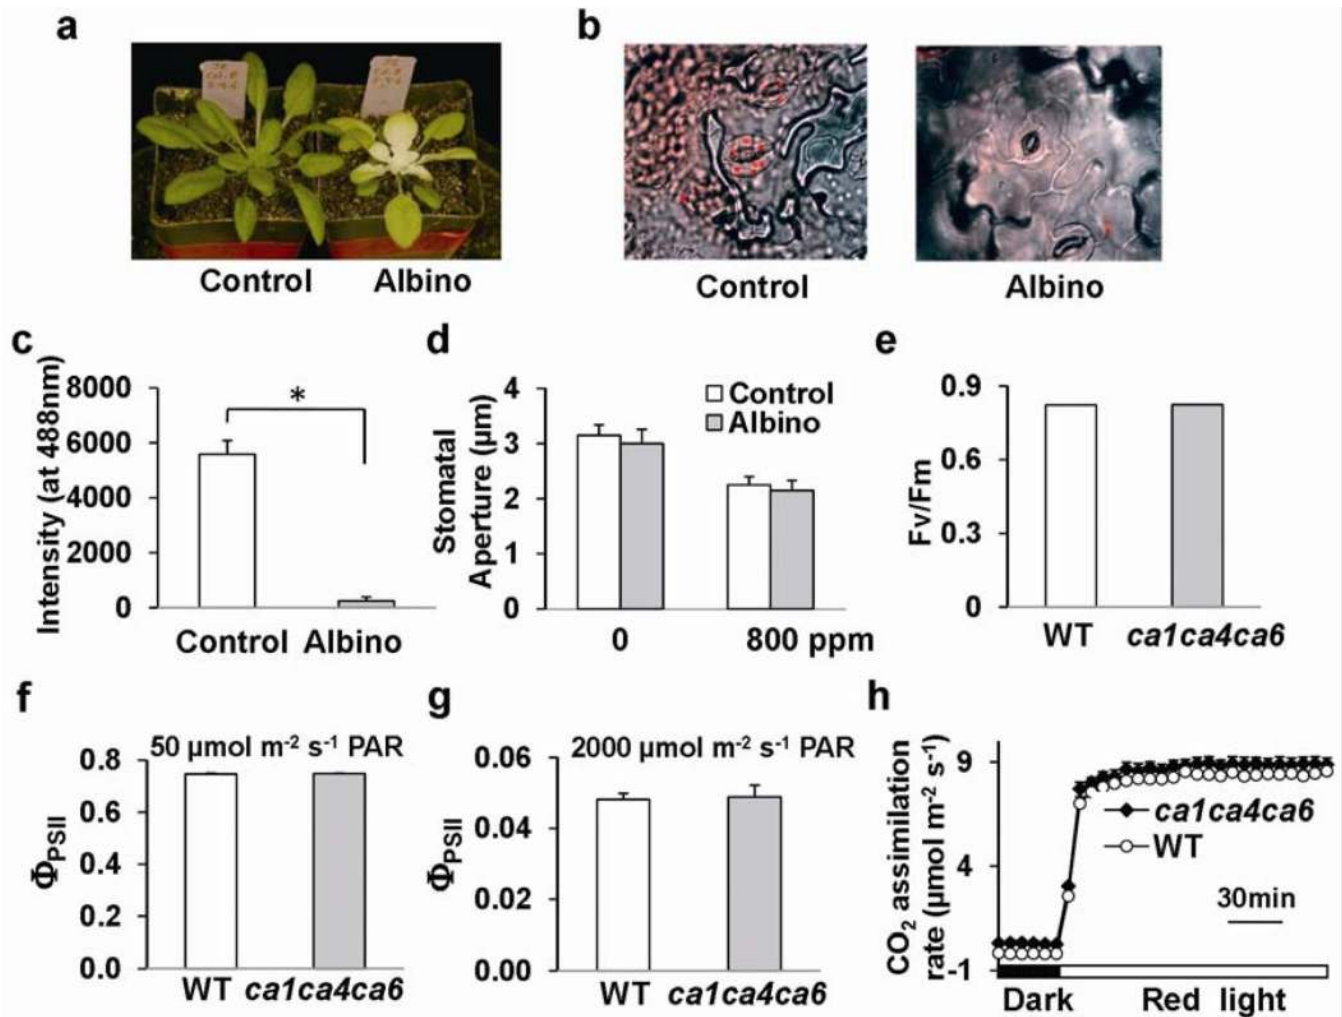 a
b
Control Albino
Control
Albino
c
Intensity (at 488nm)
8000
6000
4000
2000
0
*
Control Albino
d
Stomatal
Aperture (µm)
4
3
2
1
0
Control
Albino
0 800 ppm
e
Fv/Fm
0.9
0.6
0.3
0
WT ca1ca4ca6
f
50 µmol m-2 s-1 PAR
ΦPSII
0.8
0.6
0.4
0.2
0.0
WT ca1ca4ca6
g
2000 µmol m-2 s-1 PAR
ΦPSII
0.06
0.04
0.02
0.00
WT ca1ca4ca6
h
CO2 assimilation
rate (µmol m-2 s-1)
9
4
-1
ca1ca4ca6
WT
30min
Dark Red light